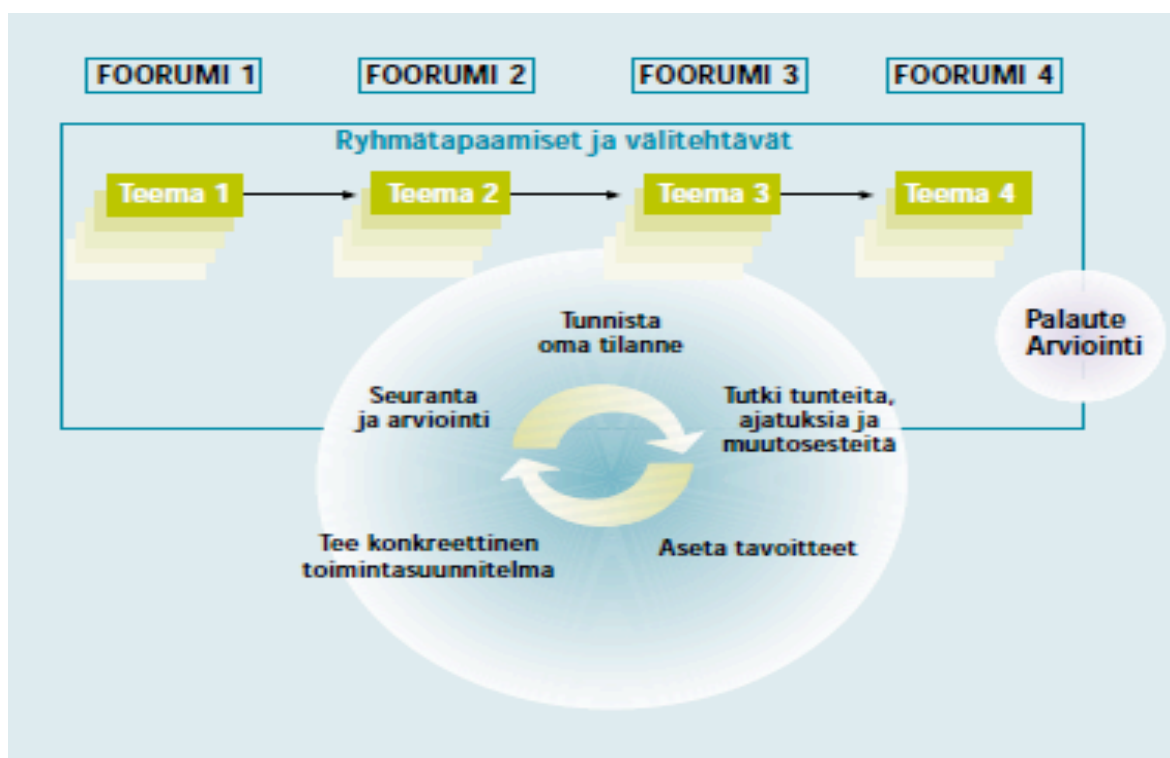 FOORUMI 1
FOORUMI 2
FOORUMI 3
FOORUMI 4
Ryhmätapaamiset ja välitehtävät
Teema 1
Teema 2
Teema 3
Teema 4
Palaute
Arviointi
Tunnista
oma tilanne
Tutki tunteita,
ajatuksia ja
muutosesteitä
Aseta tavoitteet
Tee konkreettinen
toimintasuunnitelma
Seuranta
ja arviointi